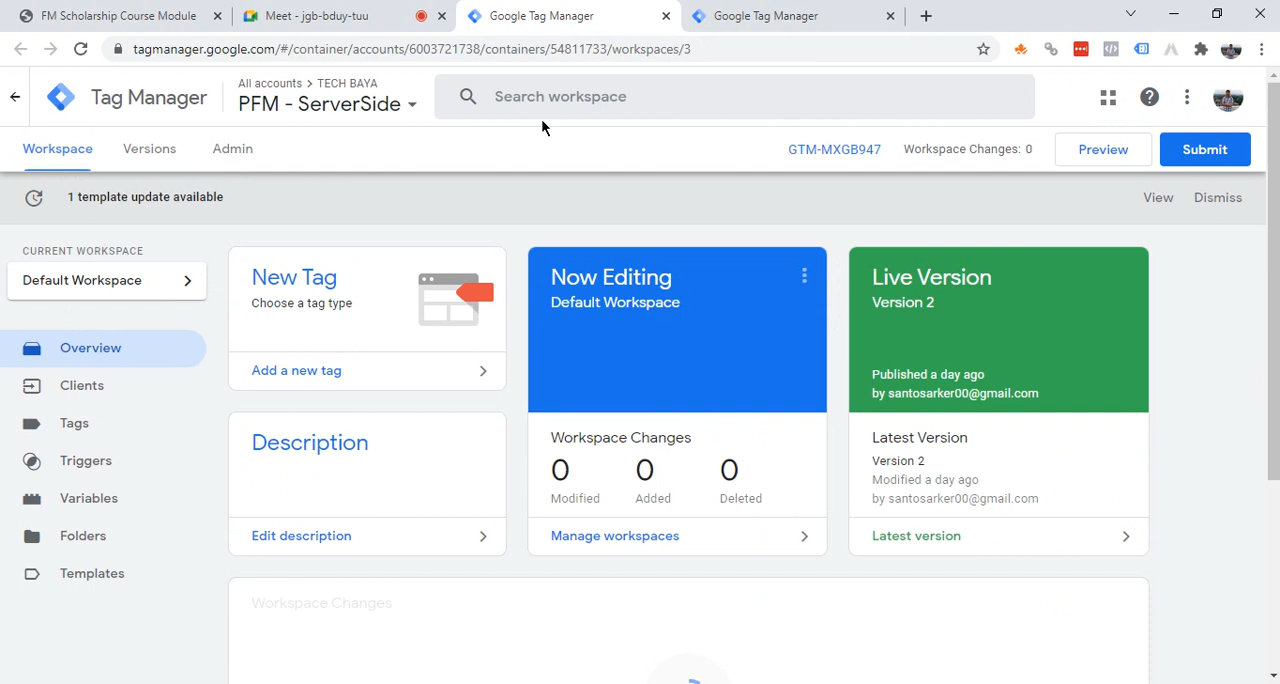 FM Scholarship Course Module
Meet - jgb-bduy-tuu
Google Tag Manager
Google Tag Manager
tagmanager.google.com/#/container/accounts/6003721738/containers/54811733/workspaces/3
Tag Manager
All accounts > TECH BAYA
PFM - ServerSide
Search workspace
Workspace
Versions
Admin
GTM-MXGB947
Workspace Changes: 0
Preview
Submit
1 template update available
View
Dismiss
CURRENT WORKSPACE
Default Workspace
Overview
Clients
Tags
Triggers
Variables
Folders
Templates
New Tag
Choose a tag type
Add a new tag
Description
Edit description
Now Editing
Default Workspace
Workspace Changes
0 0 0
Modified Added Deleted
Manage workspaces
Live Version
Version 2
Published a day ago
by santosarker00@gmail.com
Latest Version
Version 2
Modified a day ago
by santosarker00@gmail.com
Latest version
Workspace Changes